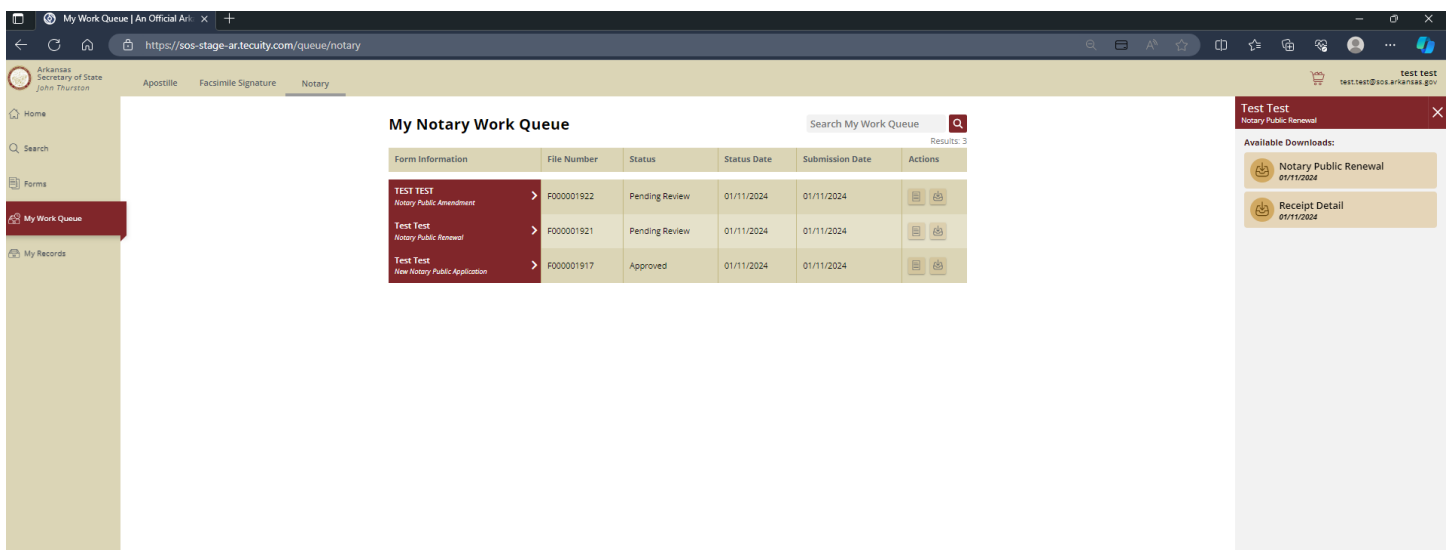 My Work Queue | An Official Ark
https://sos-stage-ar.tecuity.com/queue/notary
Arkansas
Secretary of State
John Thurston
Apostille Facsimile Signature Notary
test test
test.test@sos.arkansas.gov
Home
Search
Forms
My Work Queue
My Records
My Notary Work Queue
Search My Work Queue
Results: 3
Form Information File Number Status Status Date Submission Date Actions
TEST TEST
Notary Public Amendment
F000001922 Pending Review 01/11/2024 01/11/2024
Test Test
Notary Public Renewal
F000001921 Pending Review 01/11/2024 01/11/2024
Test Test
New Notary Public Application
F000001917 Approved 01/11/2024 01/11/2024
Test Test
Notary Public Renewal
Available Downloads:
Notary Public Renewal
01/11/2024
Receipt Detail
01/11/2024